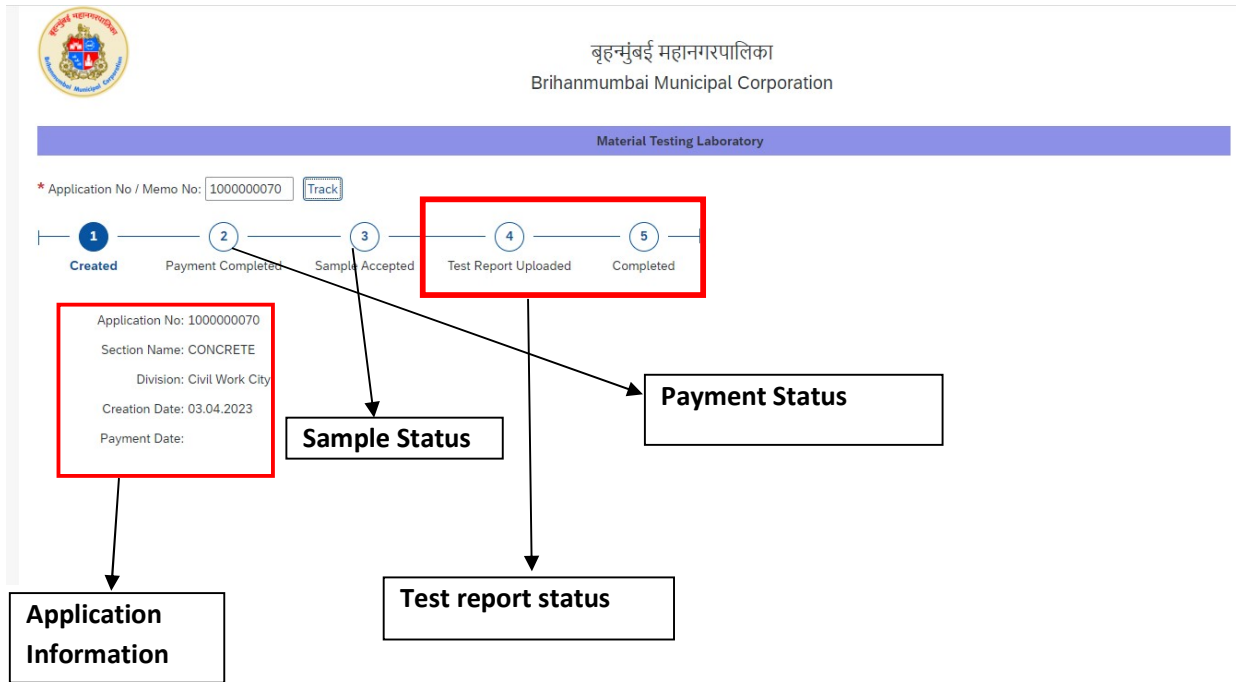 बृहन्मुंबई महानगरपालिका
Brihanmumbai Municipal Corporation
Material Testing Laboratory
* Application No / Memo No: 1000000070 Track
1 2 3 4 5
Created Payment Completed Sample Accepted Test Report Uploaded Completed
Application No: 1000000070
Section Name: CONCRETE
Division: Civil Work City
Creation Date: 03.04.2023
Payment Date:
Payment Status
Sample Status
Test report status
Application
Information